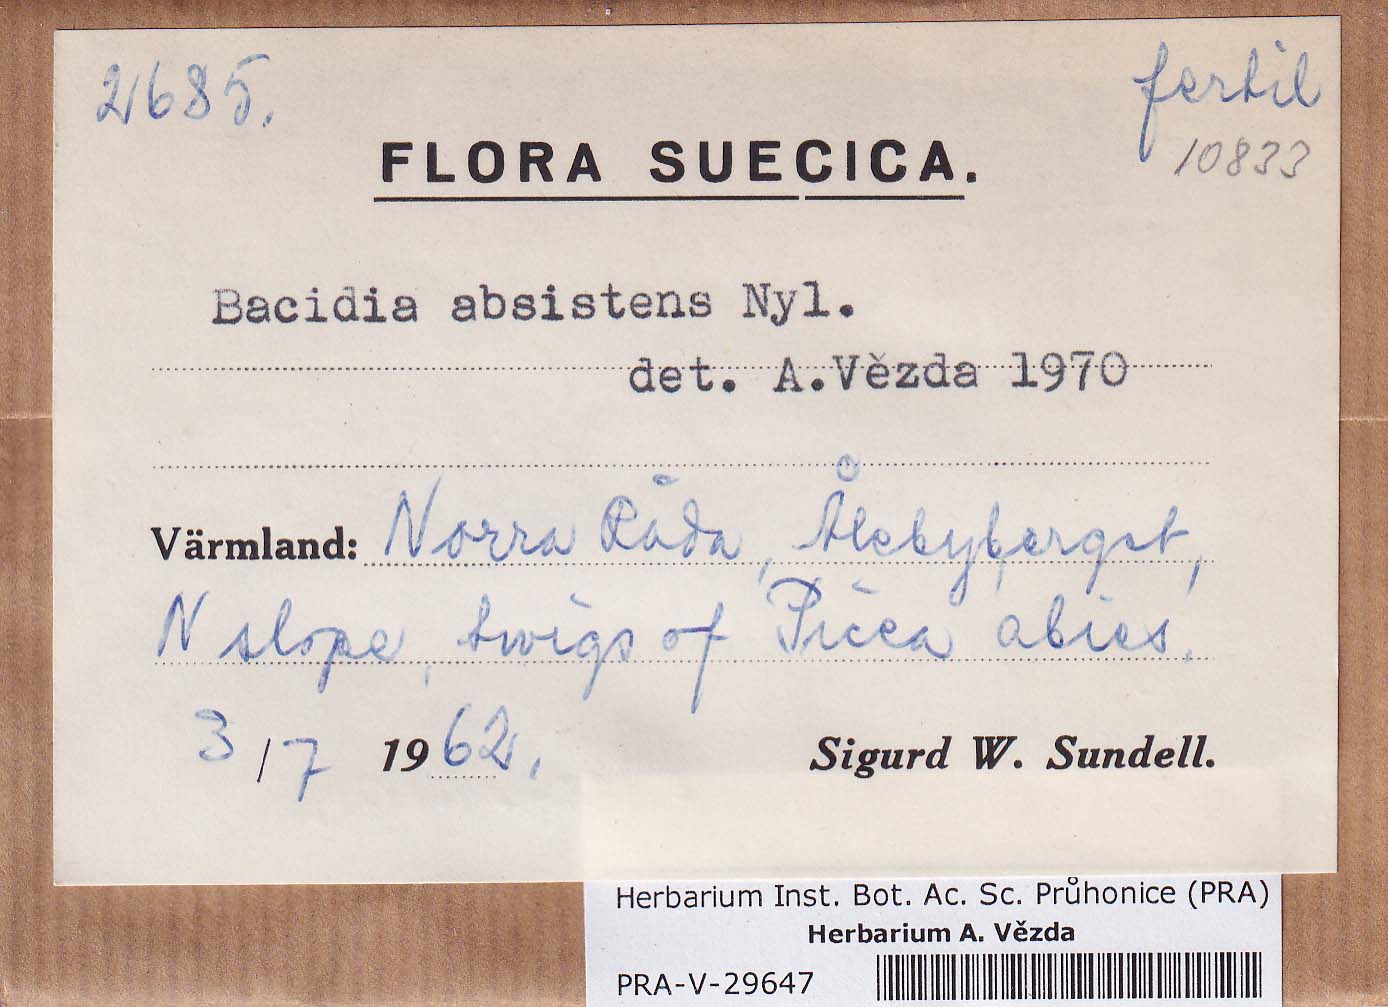 2685.
fertil
10833
FLORA SUECICA.
Bacidia absistens Nyl.
det. A.Vězda 1970
Värmland: Norra Råda, Ålebyberget,
N slope, twigs of Picea abies.
3/7 1962.
Sigurd W. Sundell.
Herbarium Inst. Bot. Ac. Sc. Průhonice (PRA)
Herbarium A. Vězda
PRA-V-29647